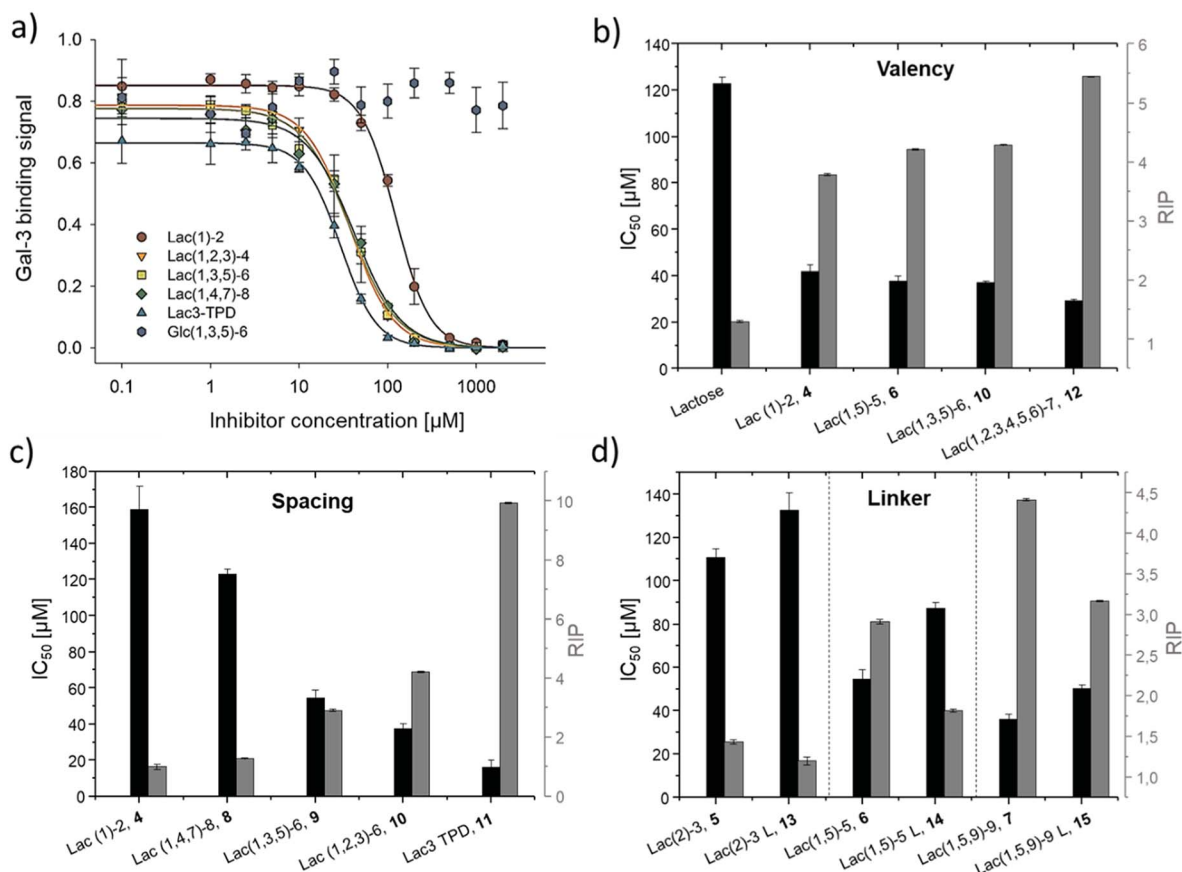 a)
1.0
0.8
0.6
0.4
0.2
0.0
Gal-3 binding signal
Lac(1)-2
Lac(1,2,3)-4
Lac(1,3,5)-6
Lac(1,4,7)-8
Lac3-TPD
Glc(1,3,5)-6
0.1 1 10 100 1000
Inhibitor concentration [µM]
b)
Valency
140
120
100
80
60
40
20
0
IC50 [µM]
6
5
4
3
2
1
RIP
Lactose
Lac (1)-2, 4
Lac(1,5)-5, 6
Lac(1,3,5)-6, 10
Lac(1,2,3,4,5,6)-7, 12
c)
Spacing
180
160
140
120
100
80
60
40
20
0
IC50 [µM]
10
8
6
4
2
0
RIP
Lac (1)-2, 4
Lac (1,4,7)-8, 8
Lac(1,3,5)-6, 9
Lac (1,2,3)-6, 10
Lac3 TPD, 11
d)
Linker
140
120
100
80
60
40
20
0
IC50 [µM]
4,5
4,0
3,5
3,0
2,5
2,0
1,5
1,0
RIP
Lac(2)-3, 5
Lac(2)-3 L, 13
Lac(1,5)-5, 6
Lac(1,5)-5 L, 14
Lac(1,5,9)-9, 7
Lac(1,5,9)-9 L, 15